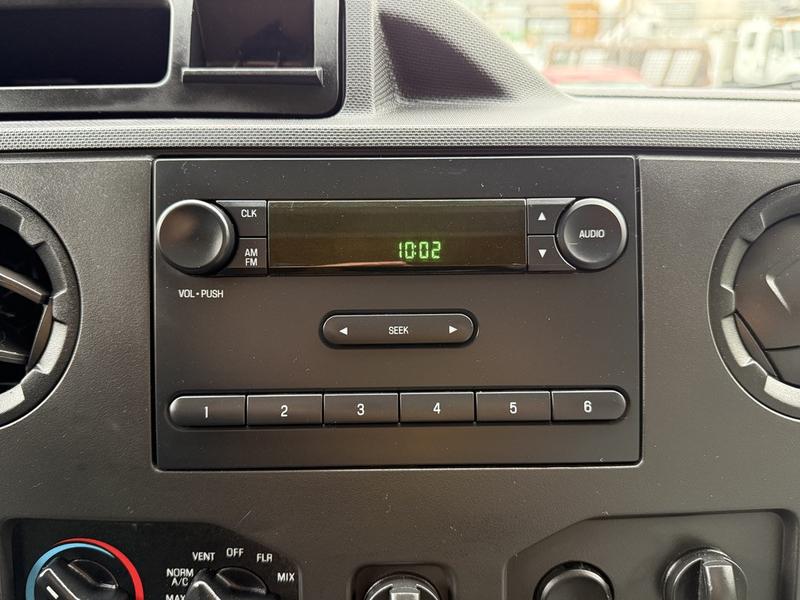 CLK
10:02
▲
AM
FM
▼
AUDIO
VOL • PUSH
◄ SEEK ►
1 2 3 4 5 6
VENT OFF FLR
NORM
A/C
MIX
MAX